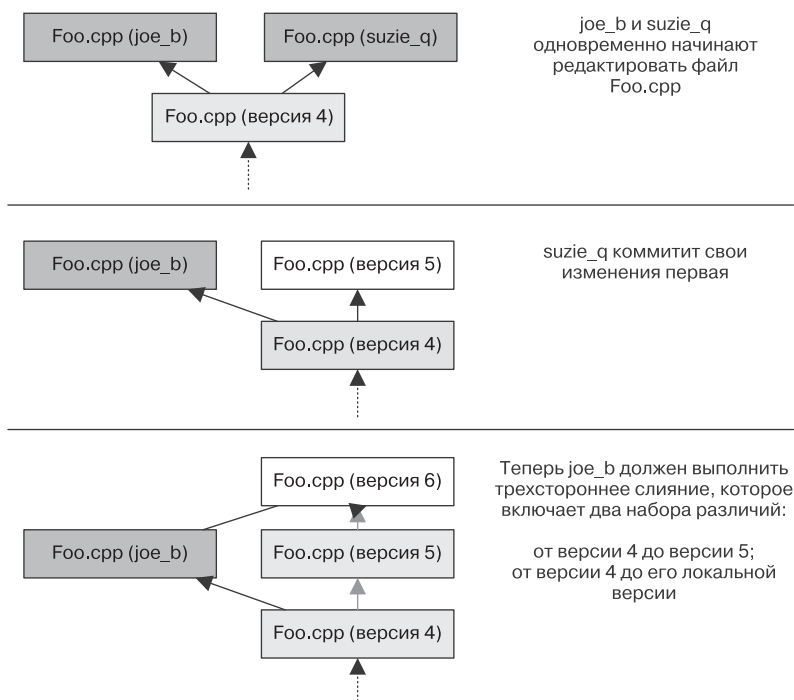 Foo.cpp (joe_b)
Foo.cpp (suzie_q)
Foo.cpp (версия 4)
joe_b и suzie_q
одновременно начинают
редактировать файл
Foo.cpp
Foo.cpp (joe_b)
Foo.cpp (версия 5)
Foo.cpp (версия 4)
suzie_q коммитит свои
изменения первая
Foo.cpp (версия 6)
Foo.cpp (joe_b)
Foo.cpp (версия 5)
Foo.cpp (версия 4)
Теперь joe_b должен выполнить
трехстороннее слияние, которое
включает два набора различий:
от версии 4 до версии 5;
от версии 4 до его локальной
версии